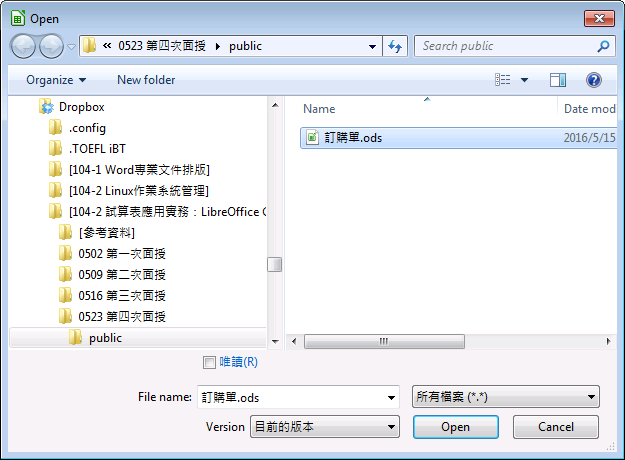 Open
« 0523 第四次面授 public
Search public
Organize New folder
Dropbox
.config
.TOEFL iBT
[104-1 Word專業文件排版]
[104-2 Linux作業系統管理]
[104-2 試算表應用實務：LibreOffice C
[參考資料]
0502 第一次面授
0509 第二次面授
0516 第三次面授
0523 第四次面授
public
Name Date mod
訂購單.ods 2016/5/15
唯讀(R)
File name: 訂購單.ods 所有檔案 (*.*)
Version 目前的版本 Open Cancel